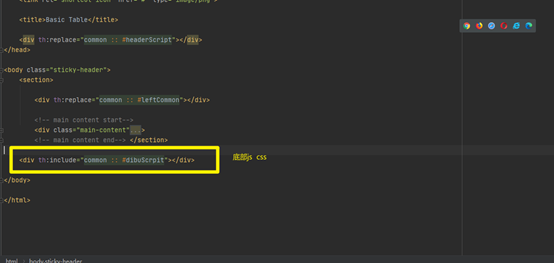 <link rel="shortcut icon" href="#" type="image/png">
<title>Basic Table</title>
<div th:replace="common :: #headerScript"></div>
</head>
<body class="sticky-header">
<section>
<div th:replace="common :: #leftCommon"></div>
<!-- main content start-->
<div class="main-content"...>
<!-- main content end--> </section>
<div th:include="common :: #dibuScrpit"></div>
底部js css
</body>
</html>
html › body.sticky-header